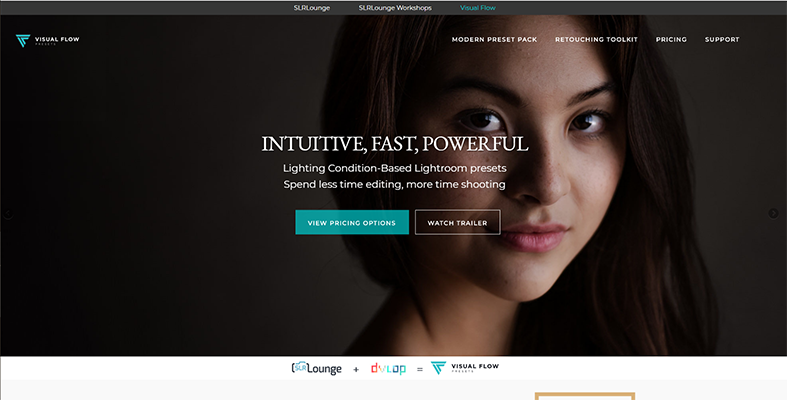 SLRLounge
SLRLounge Workshops
Visual Flow
VISUAL FLOW
PRESETS
MODERN PRESET PACK
RETOUCHING TOOLKIT
PRICING
SUPPORT
INTUITIVE, FAST, POWERFUL
Lighting Condition-Based Lightroom presets
Spend less time editing, more time shooting
VIEW PRICING OPTIONS
WATCH TRAILER
SLR Lounge + dvlop = VISUAL FLOW
PRESETS